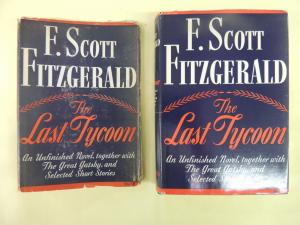 F. SCOTT
FITZGERALD
The
Last Tycoon
An Unfinished Novel, together with
The Great Gatsby, and
Selected Short Stories
F. SCOTT
FITZGERALD
The
Last Tycoon
An Unfinished Novel, together with
The Great Gatsby, and
Selected